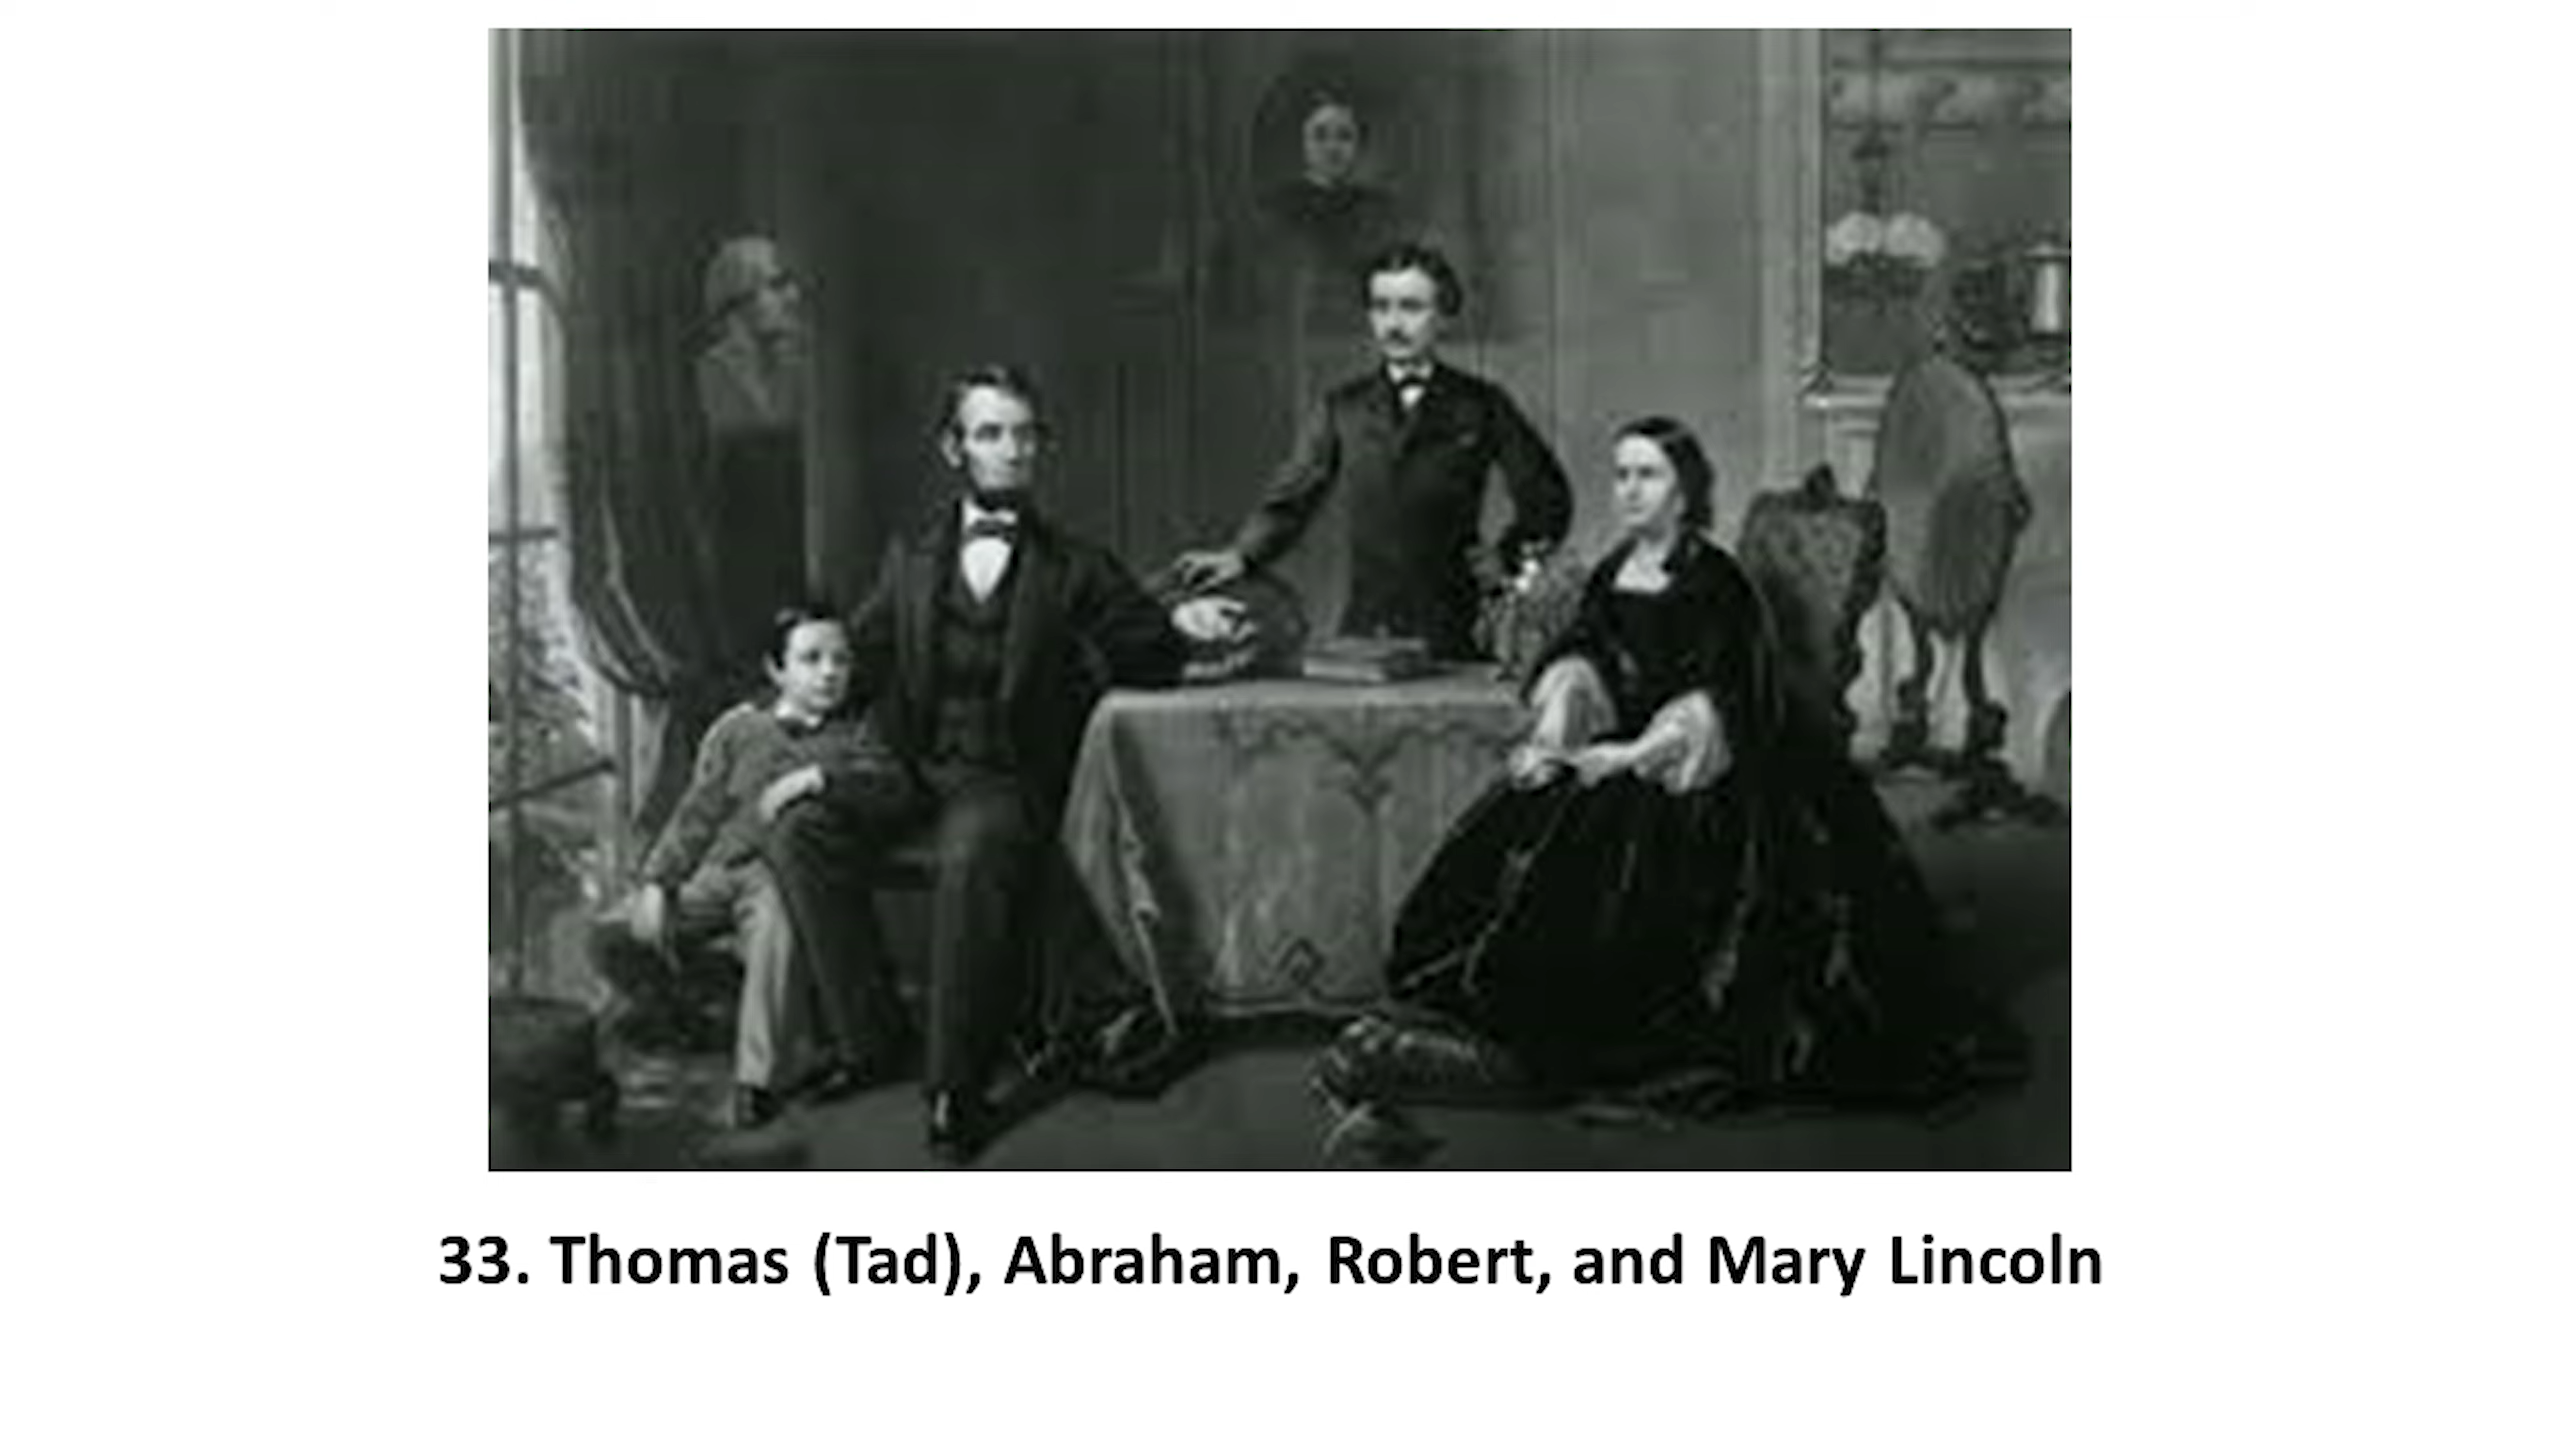 33. Thomas (Tad), Abraham, Robert, and Mary Lincoln